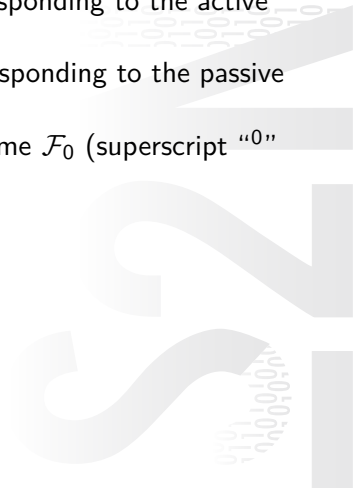 sponding to the active
sponding to the passive
me $\mathcal{F}_0$ (superscript “⁰”